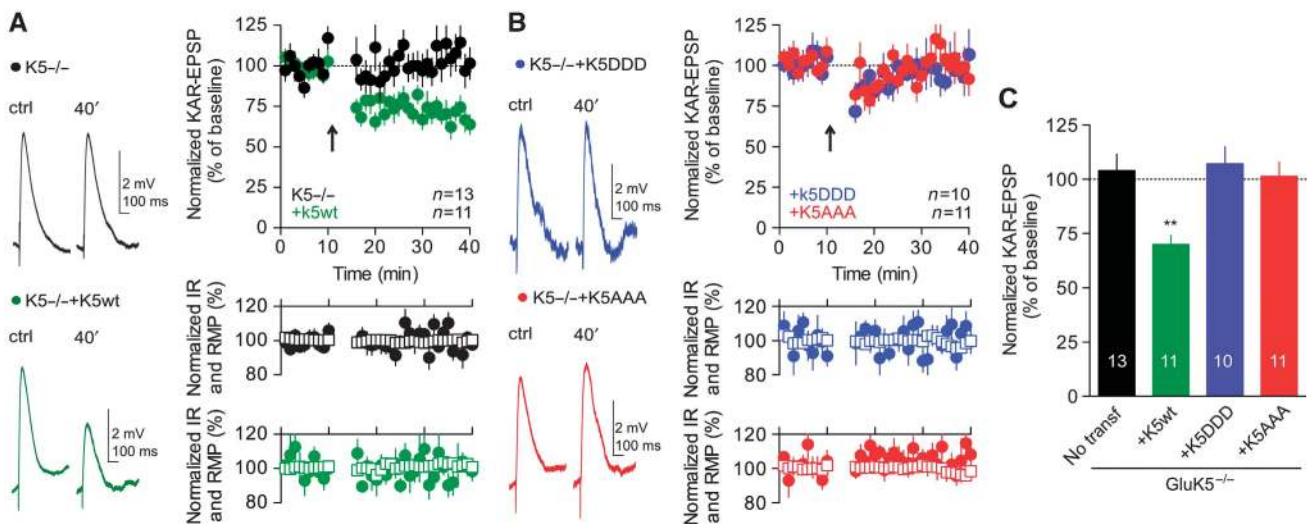 A
K5–/–
ctrl 40′
2 mV
100 ms
K5–/–+K5wt
ctrl 40′
2 mV
100 ms
Normalized KAR-EPSP
(% of baseline)
125
100
75
50
25
0
K5–/– n=13
+k5wt n=11
0 10 20 30 40
Time (min)
Normalized IR
and RMP (%)
120
100
80
Normalized IR
and RMP (%)
120
100
80
B
K5–/–+K5DDD
ctrl 40′
2 mV
100 ms
K5–/–+K5AAA
ctrl 40′
2 mV
100 ms
Normalized KAR-EPSP
(% of baseline)
125
100
75
50
25
0
+k5DDD n=10
+K5AAA n=11
0 10 20 30 40
Time (min)
Normalized IR
and RMP (%)
120
100
80
Normalized IR
and RMP (%)
120
100
80
C
Normalized KAR-EPSP
(% of baseline)
125
100
75
50
25
0
**
13 11 10 11
No transf
+K5wt
+K5DDD
+K5AAA
GluK5–/–